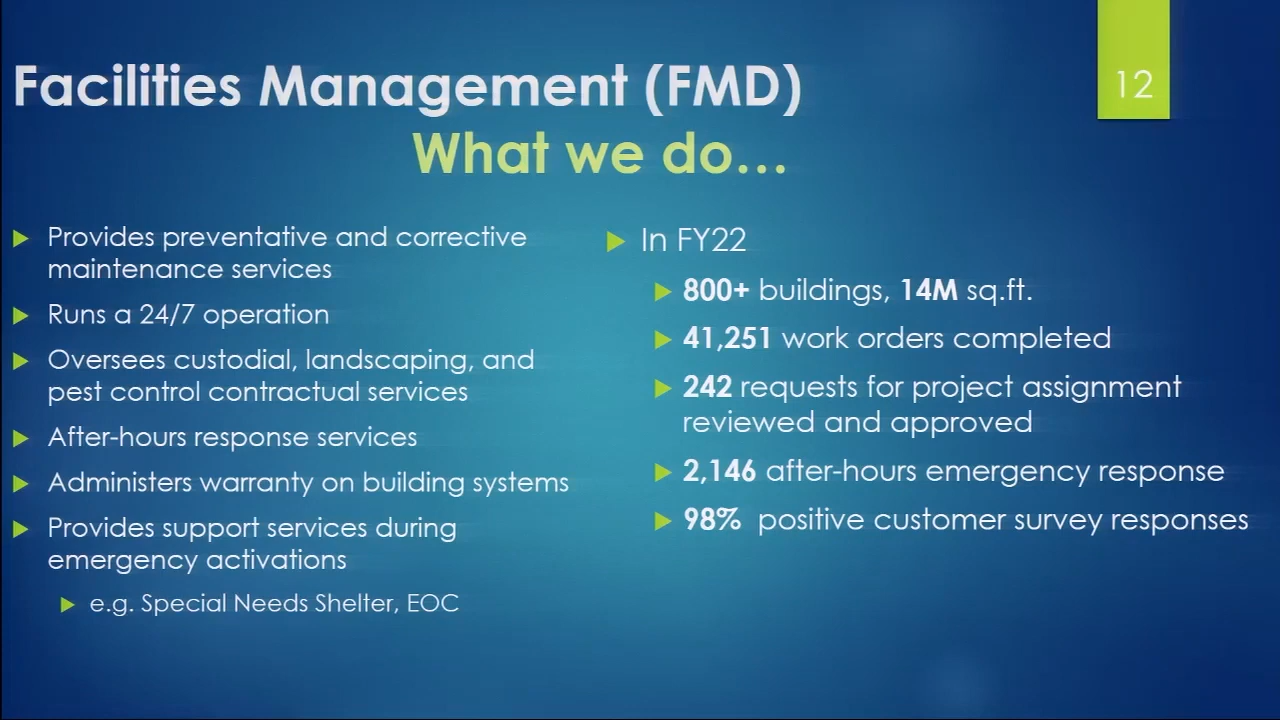 Facilities Management (FMD)
What we do...
12
Provides preventative and corrective
maintenance services
Runs a 24/7 operation
Oversees custodial, landscaping, and
pest control contractual services
After-hours response services
Administers warranty on building systems
Provides support services during
emergency activations
e.g. Special Needs Shelter, EOC
In FY22
800+ buildings, 14M sq.ft.
41,251 work orders completed
242 requests for project assignment
reviewed and approved
2,146 after-hours emergency response
98% positive customer survey responses